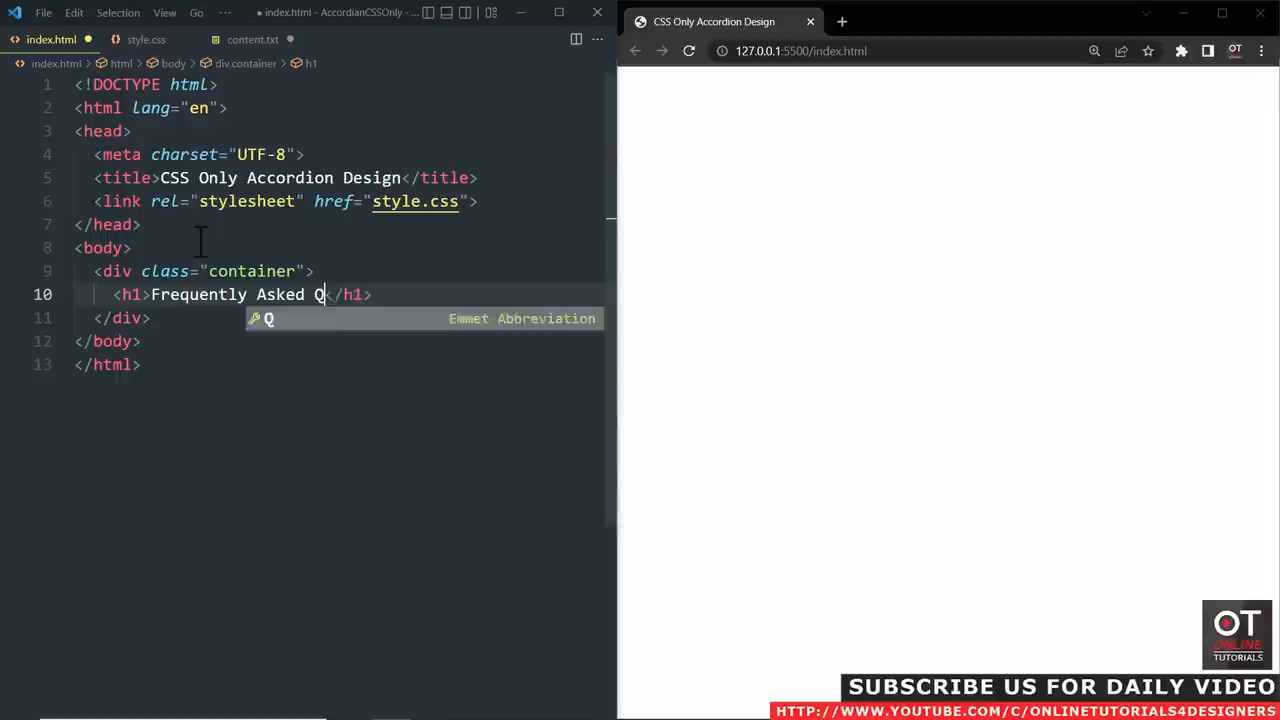 File Edit Selection View Go ··· ● index.html - AccordianCSSOnly - ...
index.html ● style.css content.txt ●
index.html > html > body > div.container > h1
1 <!DOCTYPE html>
2 <html lang="en">
3 <head>
4 <meta charset="UTF-8">
5 <title>CSS Only Accordion Design</title>
6 <link rel="stylesheet" href="style.css">
7 </head>
8 <body>
9 <div class="container">
10 <h1>Frequently Asked Q</h1>
Q Emmet Abbreviation
11 </div>
12 </body>
13 </html>
CSS Only Accordion Design
127.0.0.1:5500/index.html
OT
OT
ONLINE
TUTORIALS
SUBSCRIBE US FOR DAILY VIDEO
HTTP://WWW.YOUTUBE.COM/C/ONLINETUTORIALS4DESIGNERS